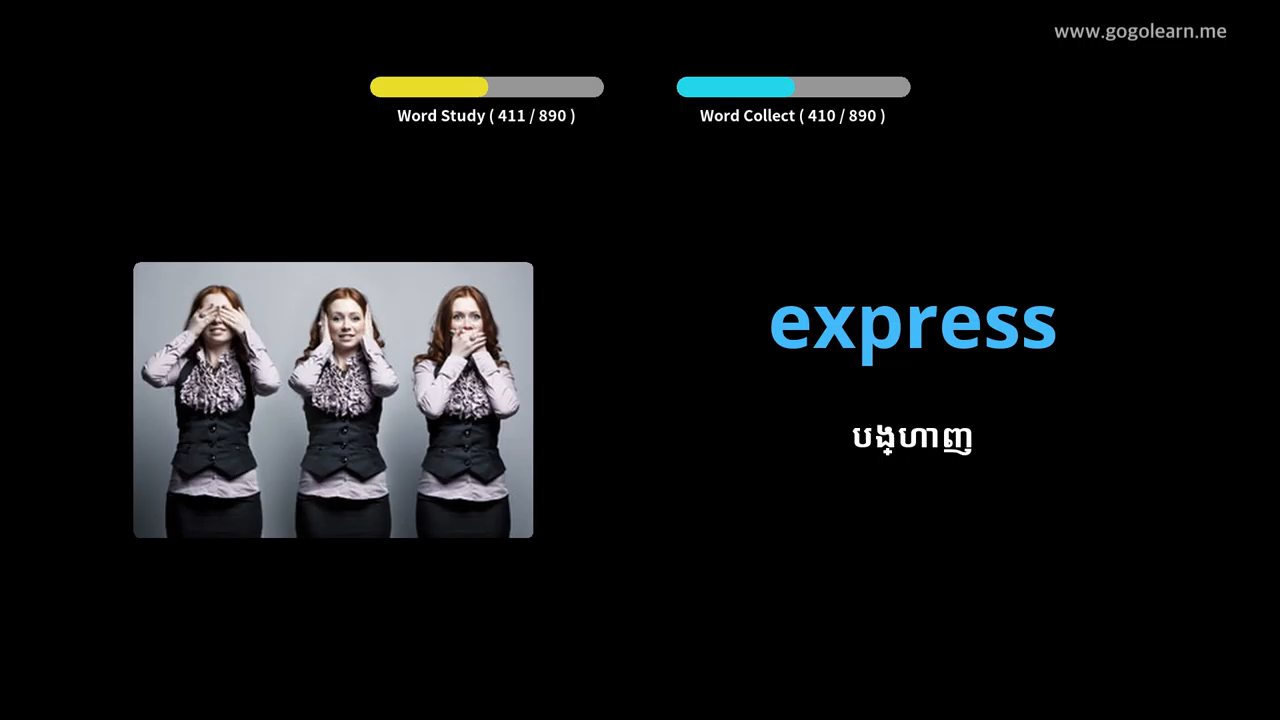 www.gogolearn.me
Word Study ( 411 / 890 )
Word Collect ( 410 / 890 )
express
បង្ហាញ